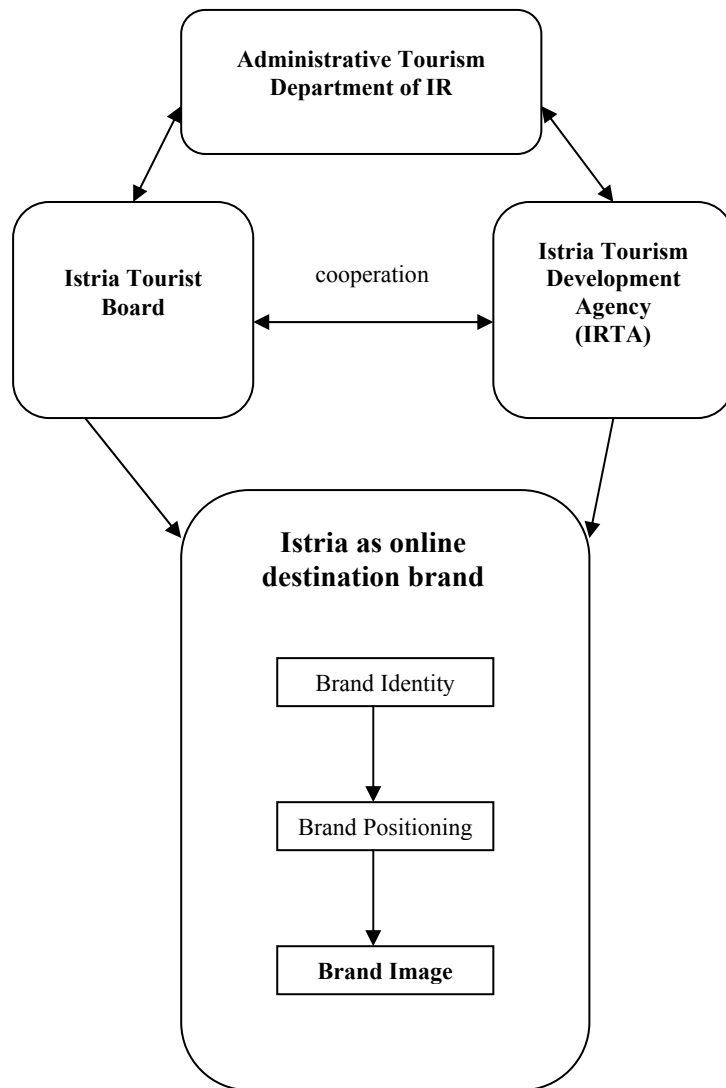 Administrative Tourism
Department of IR
Istria Tourist
Board
cooperation
Istria Tourism
Development
Agency
(IRTA)
Istria as online
destination brand
Brand Identity
Brand Positioning
Brand Image